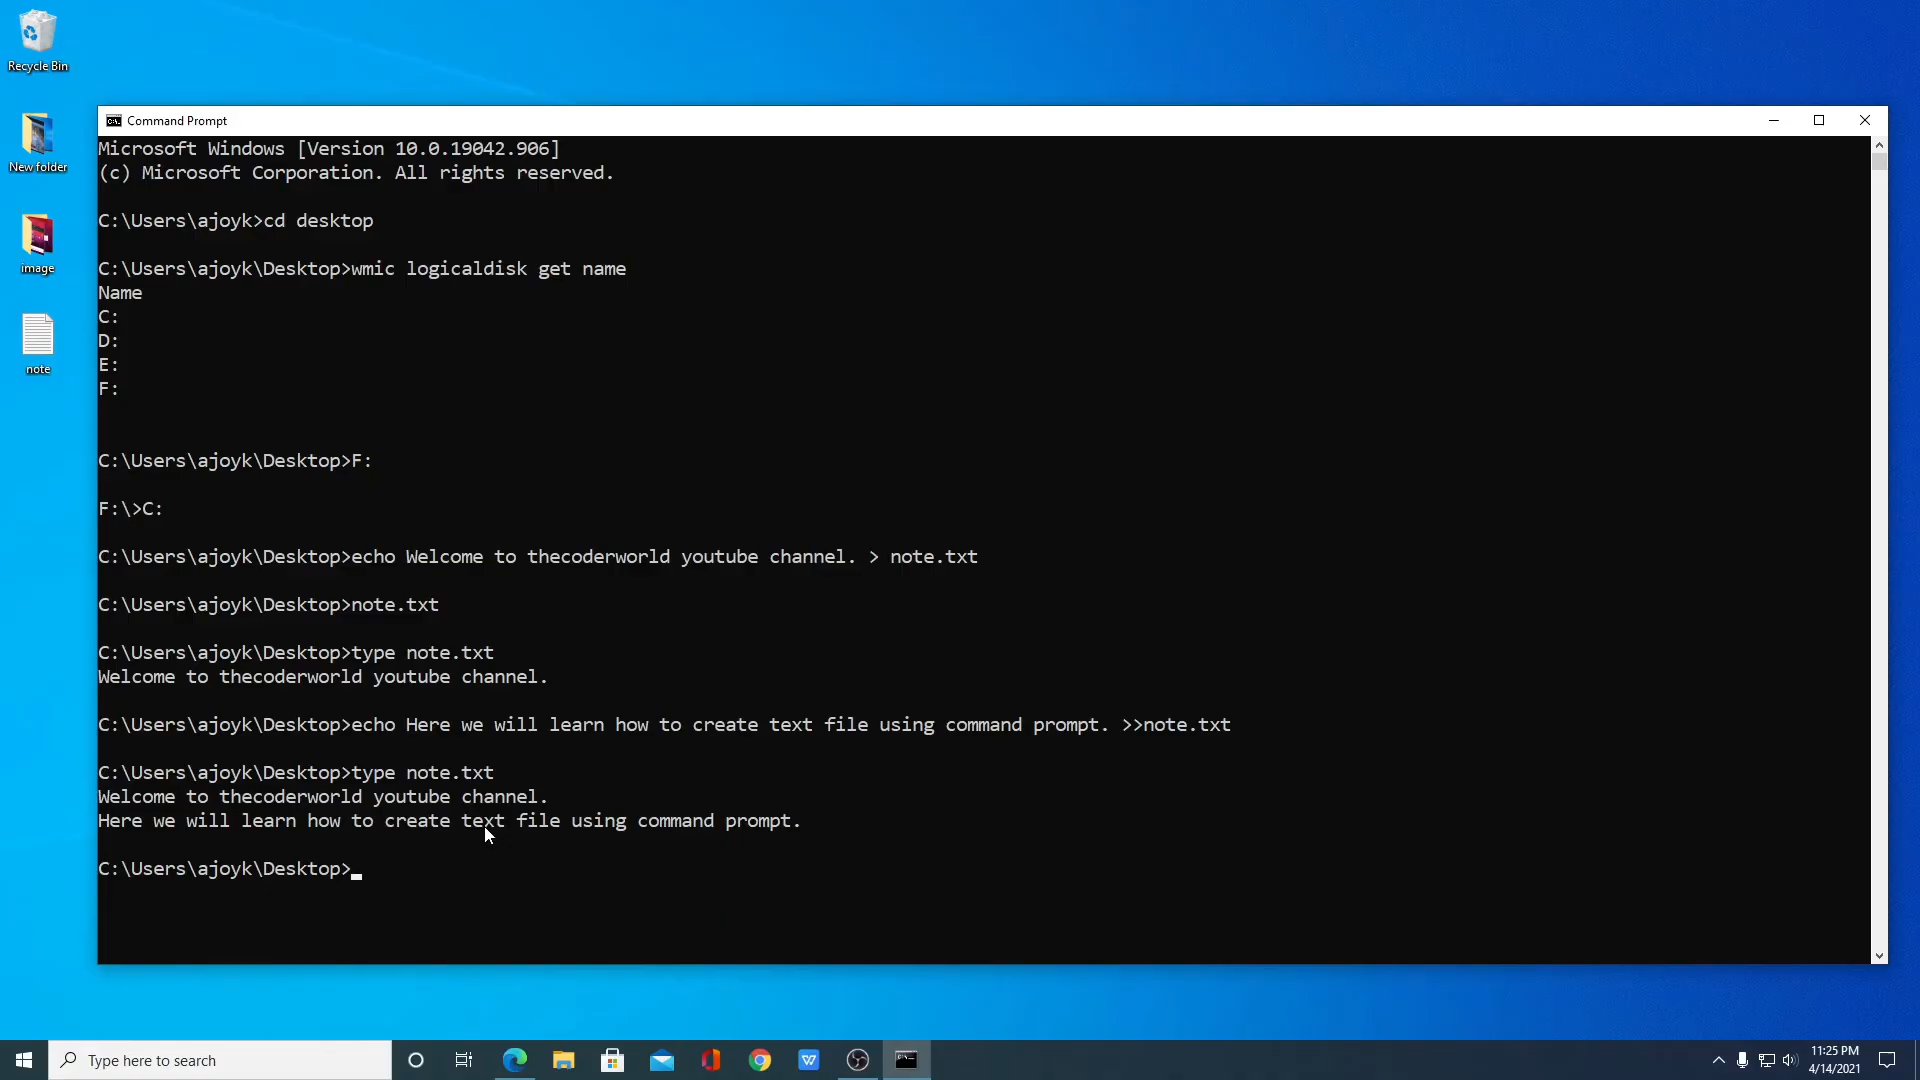 Recycle Bin
New folder
image
note
Command Prompt
Microsoft Windows [Version 10.0.19042.906]
(c) Microsoft Corporation. All rights reserved.
C:\Users\ajoyk>cd desktop
C:\Users\ajoyk\Desktop>wmic logicaldisk get name
Name
C:
D:
E:
F:
C:\Users\ajoyk\Desktop>F:
F:\>C:
C:\Users\ajoyk\Desktop>echo Welcome to thecoderworld youtube channel. > note.txt
C:\Users\ajoyk\Desktop>note.txt
C:\Users\ajoyk\Desktop>type note.txt
Welcome to thecoderworld youtube channel.
C:\Users\ajoyk\Desktop>echo Here we will learn how to create text file using command prompt. >>note.txt
C:\Users\ajoyk\Desktop>type note.txt
Welcome to thecoderworld youtube channel.
Here we will learn how to create text file using command prompt.
C:\Users\ajoyk\Desktop>
Type here to search
11:25 PM
4/14/2021